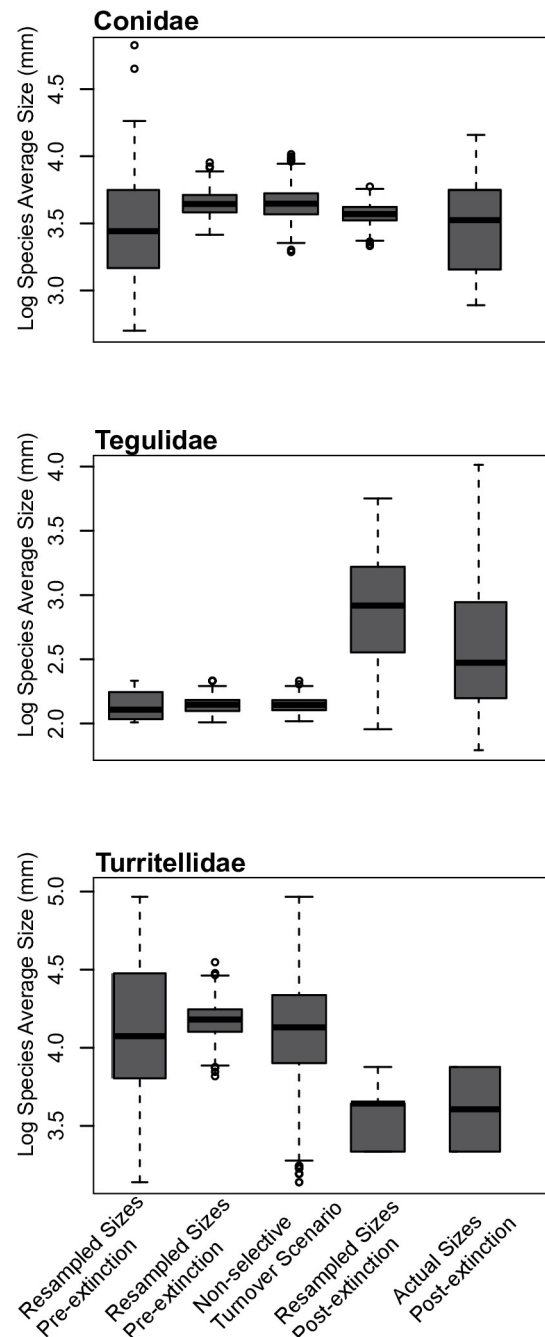 Conidae
Log Species Average Size (mm)
4.5
4.0
3.5
3.0
Tegulidae
Log Species Average Size (mm)
4.0
3.5
3.0
2.5
2.0
Turritellidae
Log Species Average Size (mm)
5.0
4.5
4.0
3.5
Resampled Sizes
Pre-extinction
Resampled Sizes
Pre-extinction
Non-selective
Turnover Scenario
Resampled Sizes
Post-extinction
Actual Sizes
Post-extinction